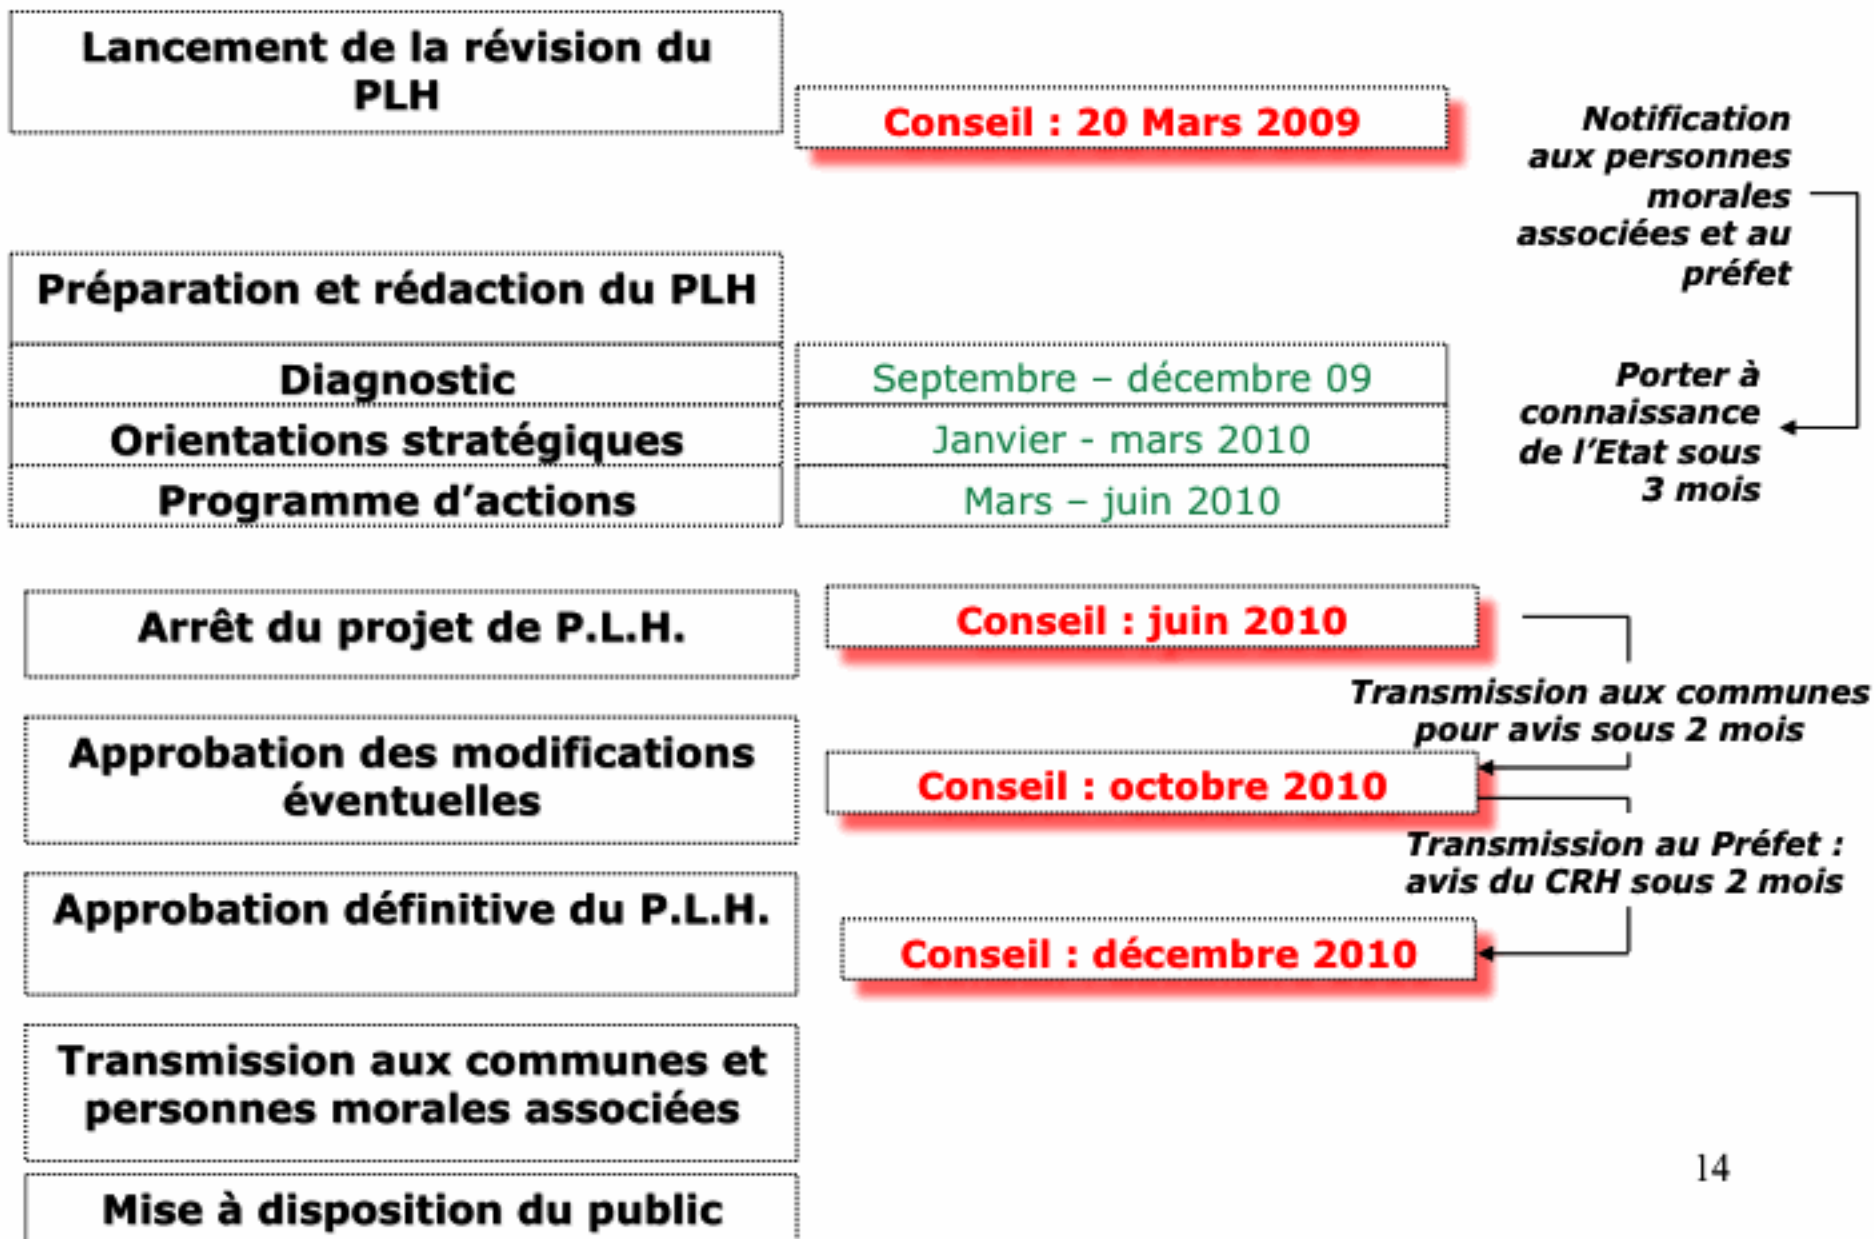 Lancement de la révision du
PLH
Conseil : 20 Mars 2009
Notification
aux personnes
morales
associées et au
préfet
Préparation et rédaction du PLH
Diagnostic
Septembre – décembre 09
Orientations stratégiques
Janvier - mars 2010
Programme d’actions
Mars – juin 2010
Porter à
connaissance
de l’Etat sous
3 mois
Arrêt du projet de P.L.H.
Conseil : juin 2010
Transmission aux communes
pour avis sous 2 mois
Approbation des modifications
éventuelles
Conseil : octobre 2010
Transmission au Préfet :
avis du CRH sous 2 mois
Approbation définitive du P.L.H.
Conseil : décembre 2010
Transmission aux communes et
personnes morales associées
Mise à disposition du public
14